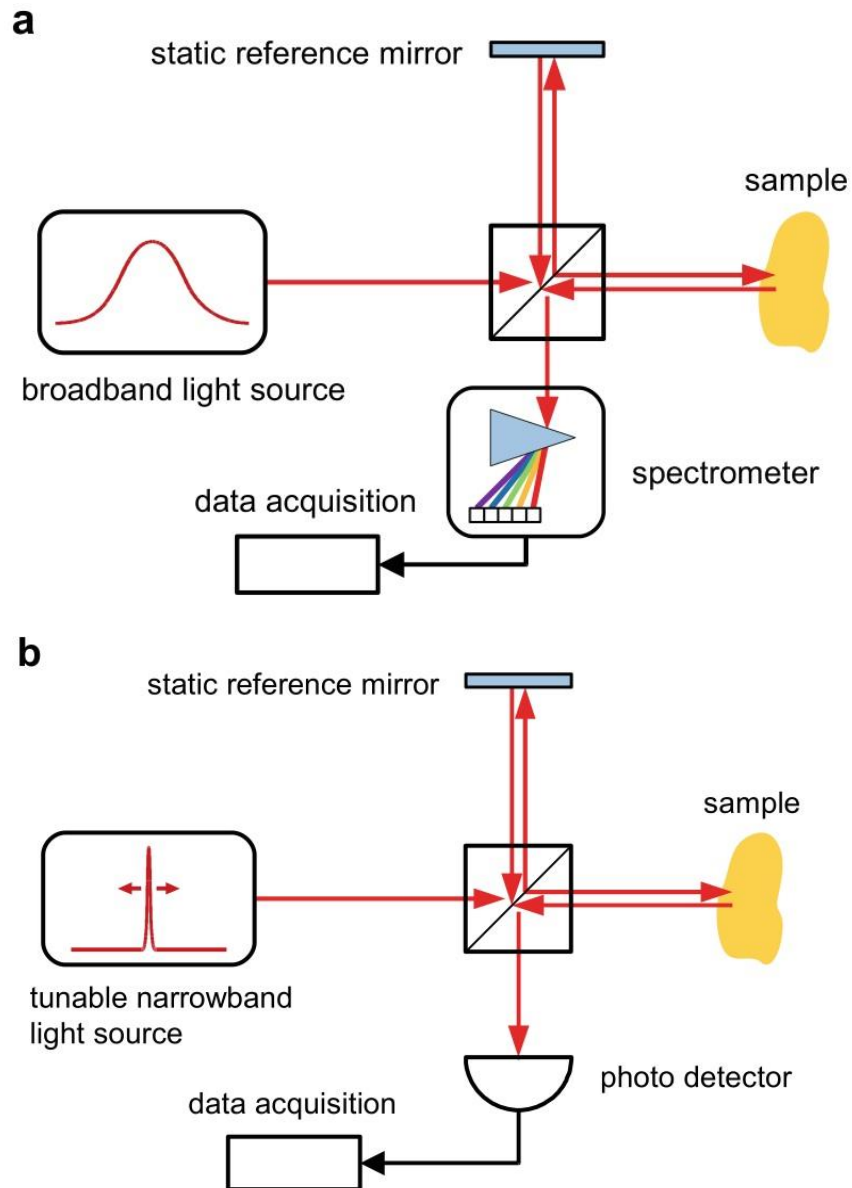 a
static reference mirror
sample
broadband light source
spectrometer
data acquisition
b
static reference mirror
sample
tunable narrowband
light source
photo detector
data acquisition